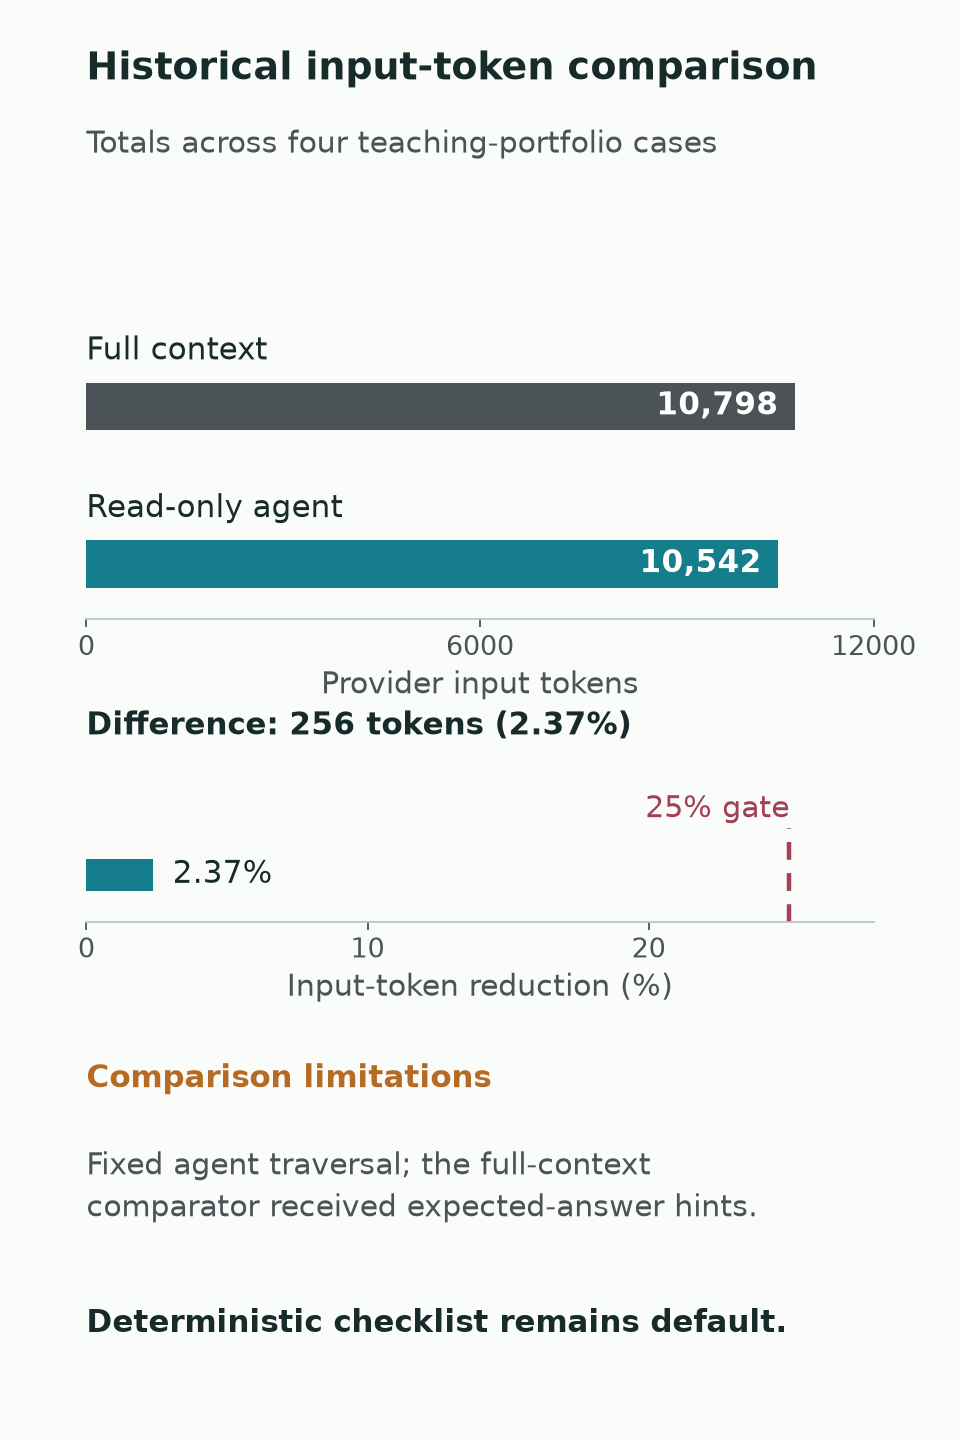 Historical input-token comparison
Totals across four teaching-portfolio cases
Full context
10,798
Read-only agent
10,542
0 6000 12000
Provider input tokens
Difference: 256 tokens (2.37%)
25% gate
2.37%
0 10 20
Input-token reduction (%)
Comparison limitations
Fixed agent traversal; the full-context
comparator received expected-answer hints.
Deterministic checklist remains default.